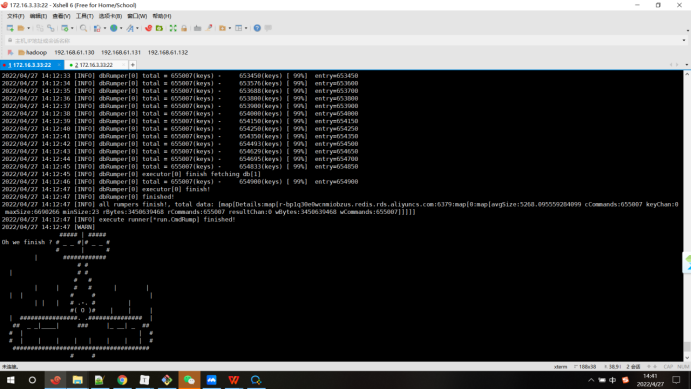 172.16.3.33:22 - Xshell 6 (Free for Home/School)
文件(F) 编辑(E) 查看(V) 工具(T) 选项卡(B) 窗口(W) 帮助(H)
hadoop 192.168.61.130 192.168.61.131 192.168.61.132
1 172.16.3.33:22 2 172.16.3.33:22
2022/04/27 14:12:33 [INFO] dbRumper[0] total = 655007(keys) - 653450(keys) [ 99%] entry=653450
2022/04/27 14:12:34 [INFO] dbRumper[0] total = 655007(keys) - 653576(keys) [ 99%] entry=653600
2022/04/27 14:12:35 [INFO] dbRumper[0] total = 655007(keys) - 653688(keys) [ 99%] entry=653700
2022/04/27 14:12:36 [INFO] dbRumper[0] total = 655007(keys) - 653800(keys) [ 99%] entry=653800
2022/04/27 14:12:37 [INFO] dbRumper[0] total = 655007(keys) - 653980(keys) [ 99%] entry=653980
2022/04/27 14:12:38 [INFO] dbRumper[0] total = 655007(keys) - 654000(keys) [ 99%] entry=654000
2022/04/27 14:12:39 [INFO] dbRumper[0] total = 655007(keys) - 654150(keys) [ 99%] entry=654150
2022/04/27 14:12:40 [INFO] dbRumper[0] total = 655007(keys) - 654250(keys) [ 99%] entry=654250
2022/04/27 14:12:41 [INFO] dbRumper[0] total = 655007(keys) - 654350(keys) [ 99%] entry=654350
2022/04/27 14:12:42 [INFO] dbRumper[0] total = 655007(keys) - 654493(keys) [ 99%] entry=654500
2022/04/27 14:12:43 [INFO] dbRumper[0] total = 655007(keys) - 654629(keys) [ 99%] entry=654650
2022/04/27 14:12:44 [INFO] dbRumper[0] total = 655007(keys) - 654695(keys) [ 99%] entry=654700
2022/04/27 14:12:45 [INFO] dbRumper[0] total = 655007(keys) - 654833(keys) [ 99%] entry=654850
2022/04/27 14:12:45 [INFO] dbRumper[0] executor[0] finish fetching db[1]
2022/04/27 14:12:46 [INFO] dbRumper[0] total = 655007(keys) - 654900(keys) [ 99%] entry=654900
2022/04/27 14:12:47 [INFO] dbRumper[0] executor[0] finish!
2022/04/27 14:12:47 [INFO] dbRumper[0] finished!
2022/04/27 14:12:47 [INFO] all rumpers finish!, total data: [map[Details:map[r-bp1q30e0wcnmiobzus.redis.rds.aliyuncs.com:6379:map[0:map[avgSize:5268.095559284099 cCommands:655007 keyChan:0
maxSize:6690266 minSize:23 rBytes:3450639468 rCommands:655007 resultChan:0 wBytes:3450639468 wCommands:655007]]]]]
2022/04/27 14:12:47 [INFO] execute runner[*run.CmdRump] finished!
2022/04/27 14:12:47 [WARN]
##### | #####
Oh we finish ? # _ _ #|# _ _ #
# | #
| ############
# #
| # #
# #
| | # # | |
| | # # |
| | | # .-. # |
#( O )# | | |
| ################. .############### |
## _ _|____| ### |_ __| _ ##
# | | #
# | | | | | | | | #
######################################
# #
未连接。
xterm 188x38 38,9 2 会话 CAP NUM
中
14:41
2022/4/27